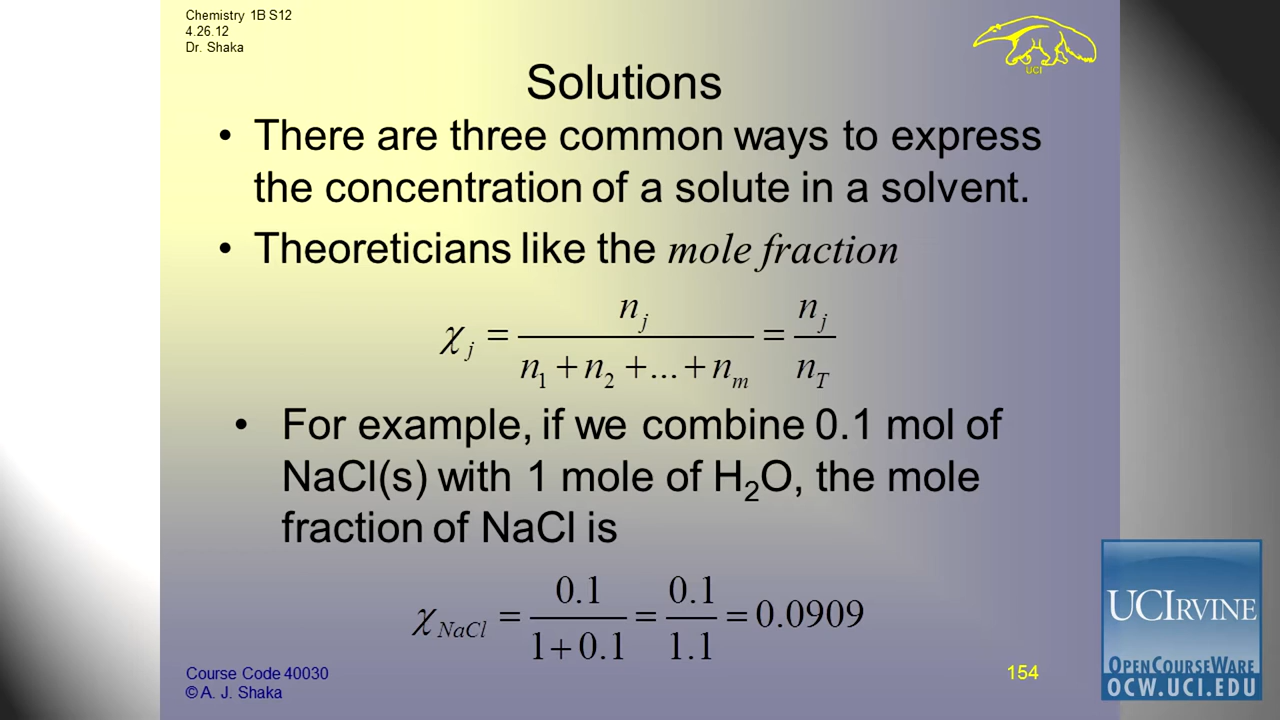 Chemistry 1B S12
4.26.12
Dr. Shaka
UCI
Solutions
• There are three common ways to express
the concentration of a solute in a solvent.
• Theoreticians like the mole fraction
χ_j = n_j / (n_1 + n_2 + ... + n_m) = n_j / n_T
• For example, if we combine 0.1 mol of
NaCl(s) with 1 mole of H₂O, the mole
fraction of NaCl is
χ_NaCl = 0.1 / (1 + 0.1) = 0.1 / 1.1 = 0.0909
Course Code 40030
© A. J. Shaka
154
UCIRVINE
OPENCOURSEWARE
OCW.UCI.EDU